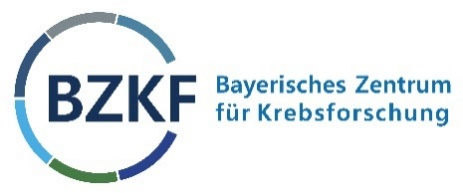 BZKF
Bayerisches Zentrum
für Krebsforschung